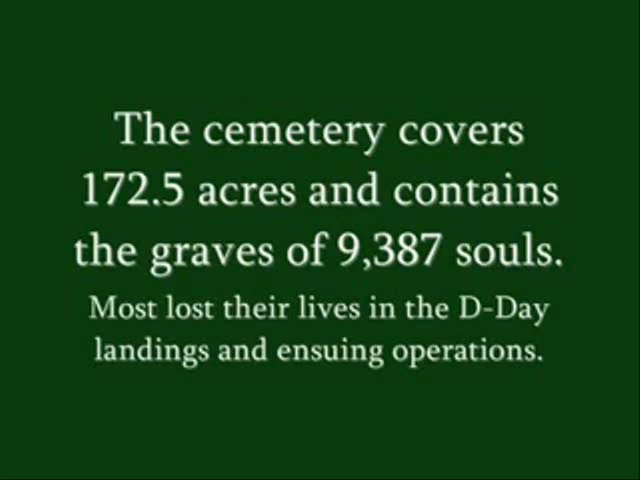 The cemetery covers
172.5 acres and contains
the graves of 9,387 souls.
Most lost their lives in the D-Day
landings and ensuing operations.